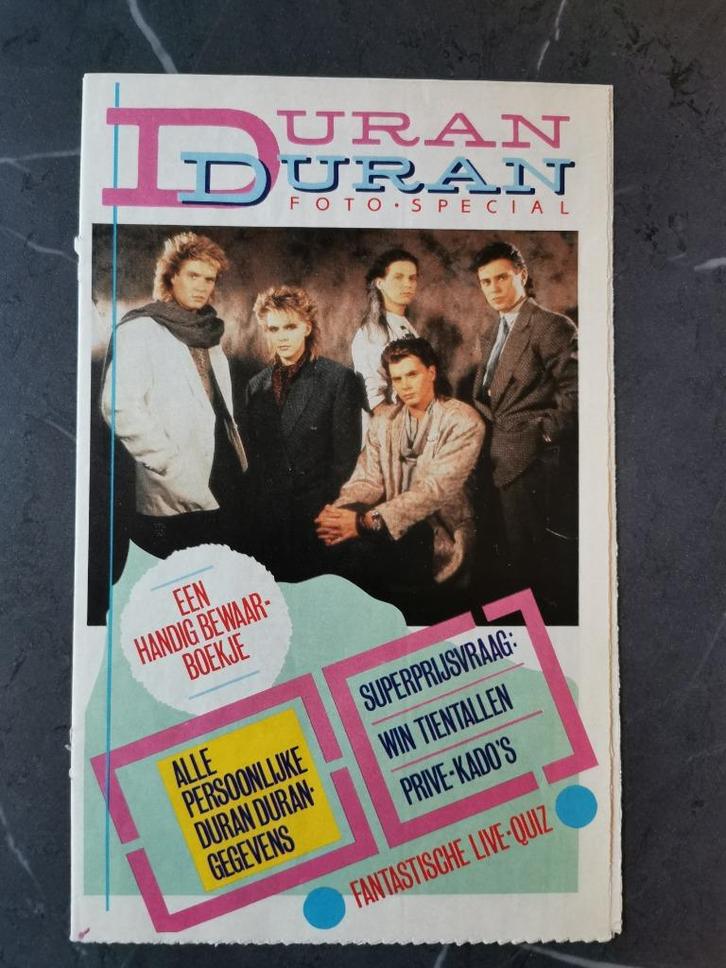 DURAN
DURAN
FOTO·SPECIAL
EEN
HANDIG BEWAAR-
BOEKJE
SUPERPRIJSVRAAG:
WIN TIENTALLEN
PRIVE-KADO'S
ALLE
PERSOONLIJKE
DURAN DURAN-
GEGEVENS
FANTASTISCHE LIVE-QUIZ